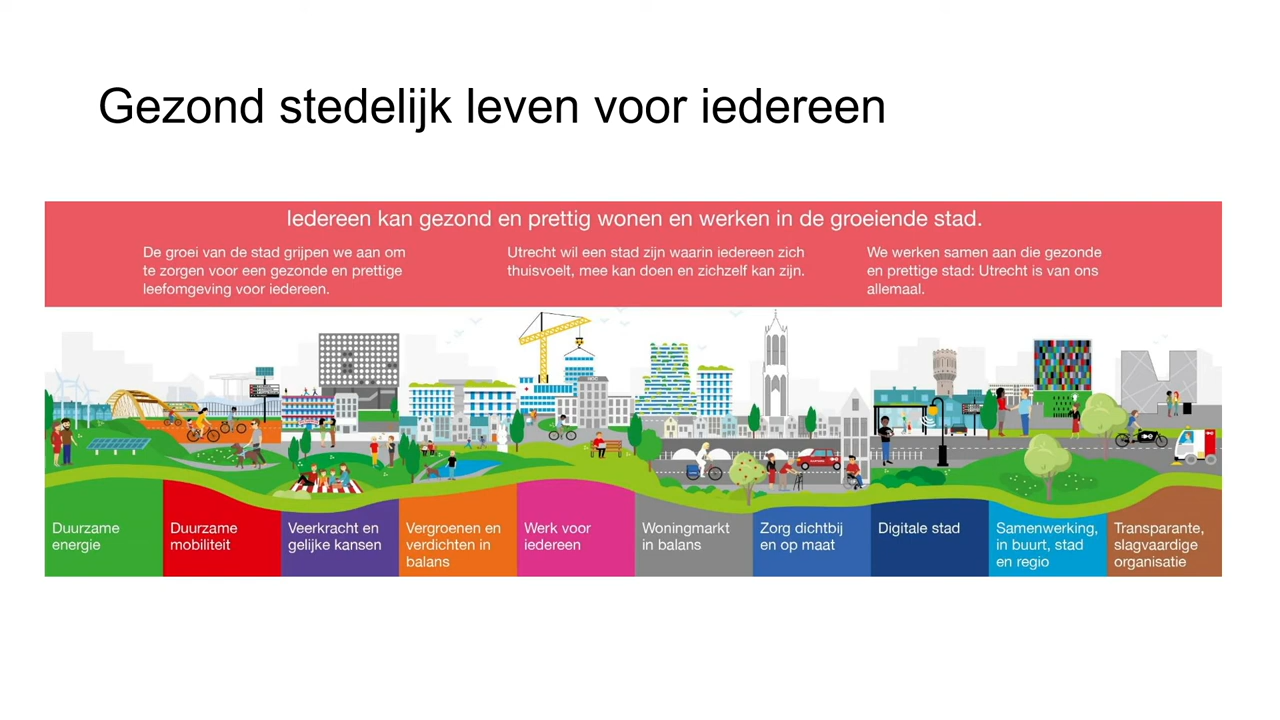 Gezond stedelijk leven voor iedereen
Iedereen kan gezond en prettig wonen en werken in de groeiende stad.
De groei van de stad grijpen we aan om
te zorgen voor een gezonde en prettige
leefomgeving voor iedereen.
Utrecht wil een stad zijn waarin iedereen zich
thuisvoelt, mee kan doen en zichzelf kan zijn.
We werken samen aan die gezonde
en prettige stad: Utrecht is van ons
allemaal.
Duurzame
energie
Duurzame
mobiliteit
Veerkracht en
gelijke kansen
Vergroenen en
verdichten in
balans
Werk voor
iedereen
Woningmarkt
in balans
Zorg dichtbij
en op maat
Digitale stad
Samenwerking,
in buurt, stad
en regio
Transparante,
slagvaardige
organisatie